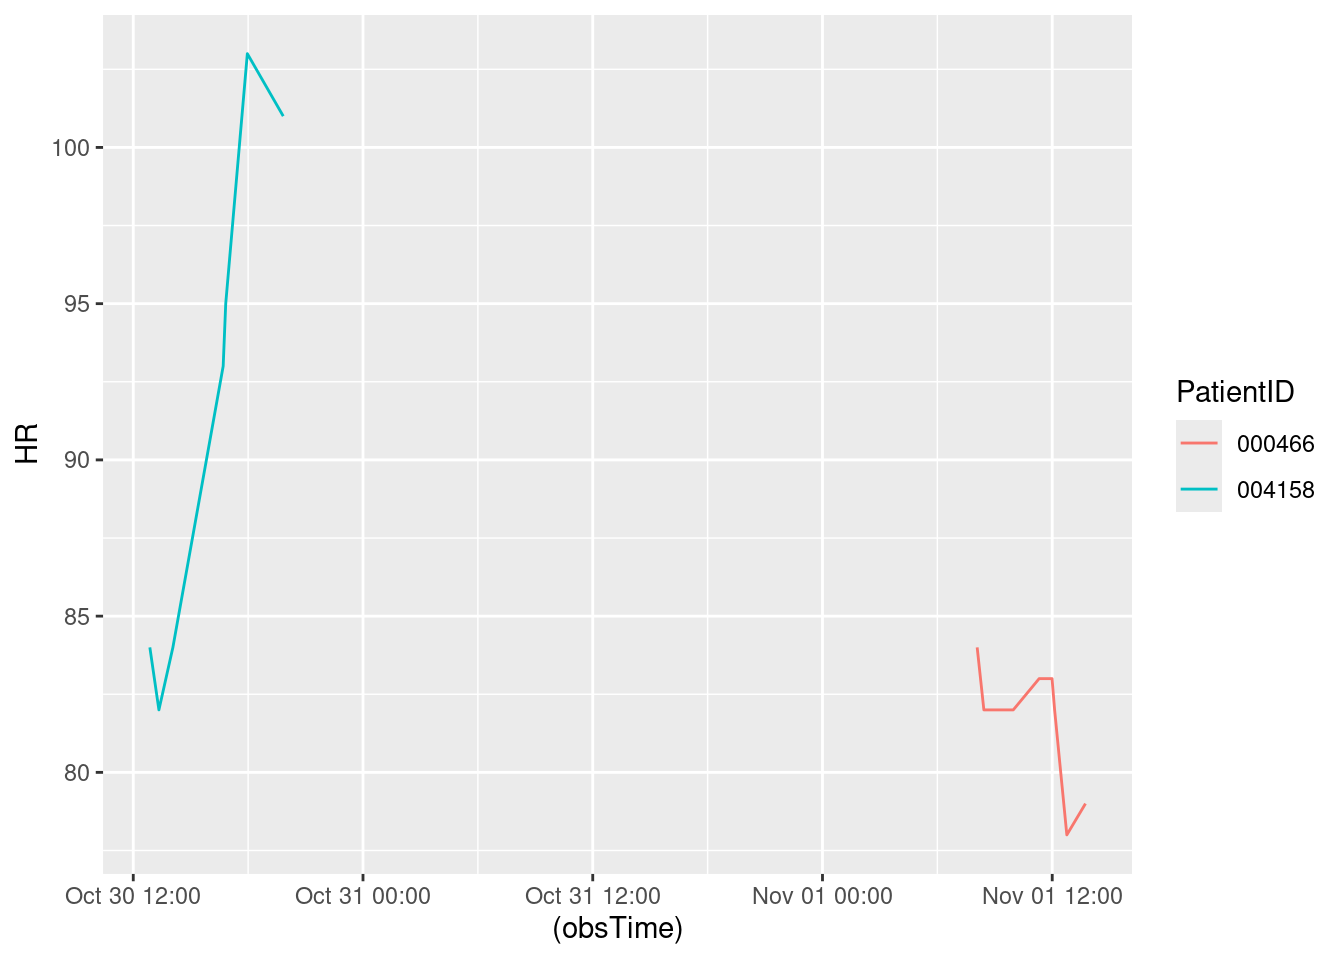 HR
100
95
90
85
80
Oct 30 12:00
Oct 31 00:00
Oct 31 12:00
Nov 01 00:00
Nov 01 12:00
(obsTime)
PatientID
000466
004158